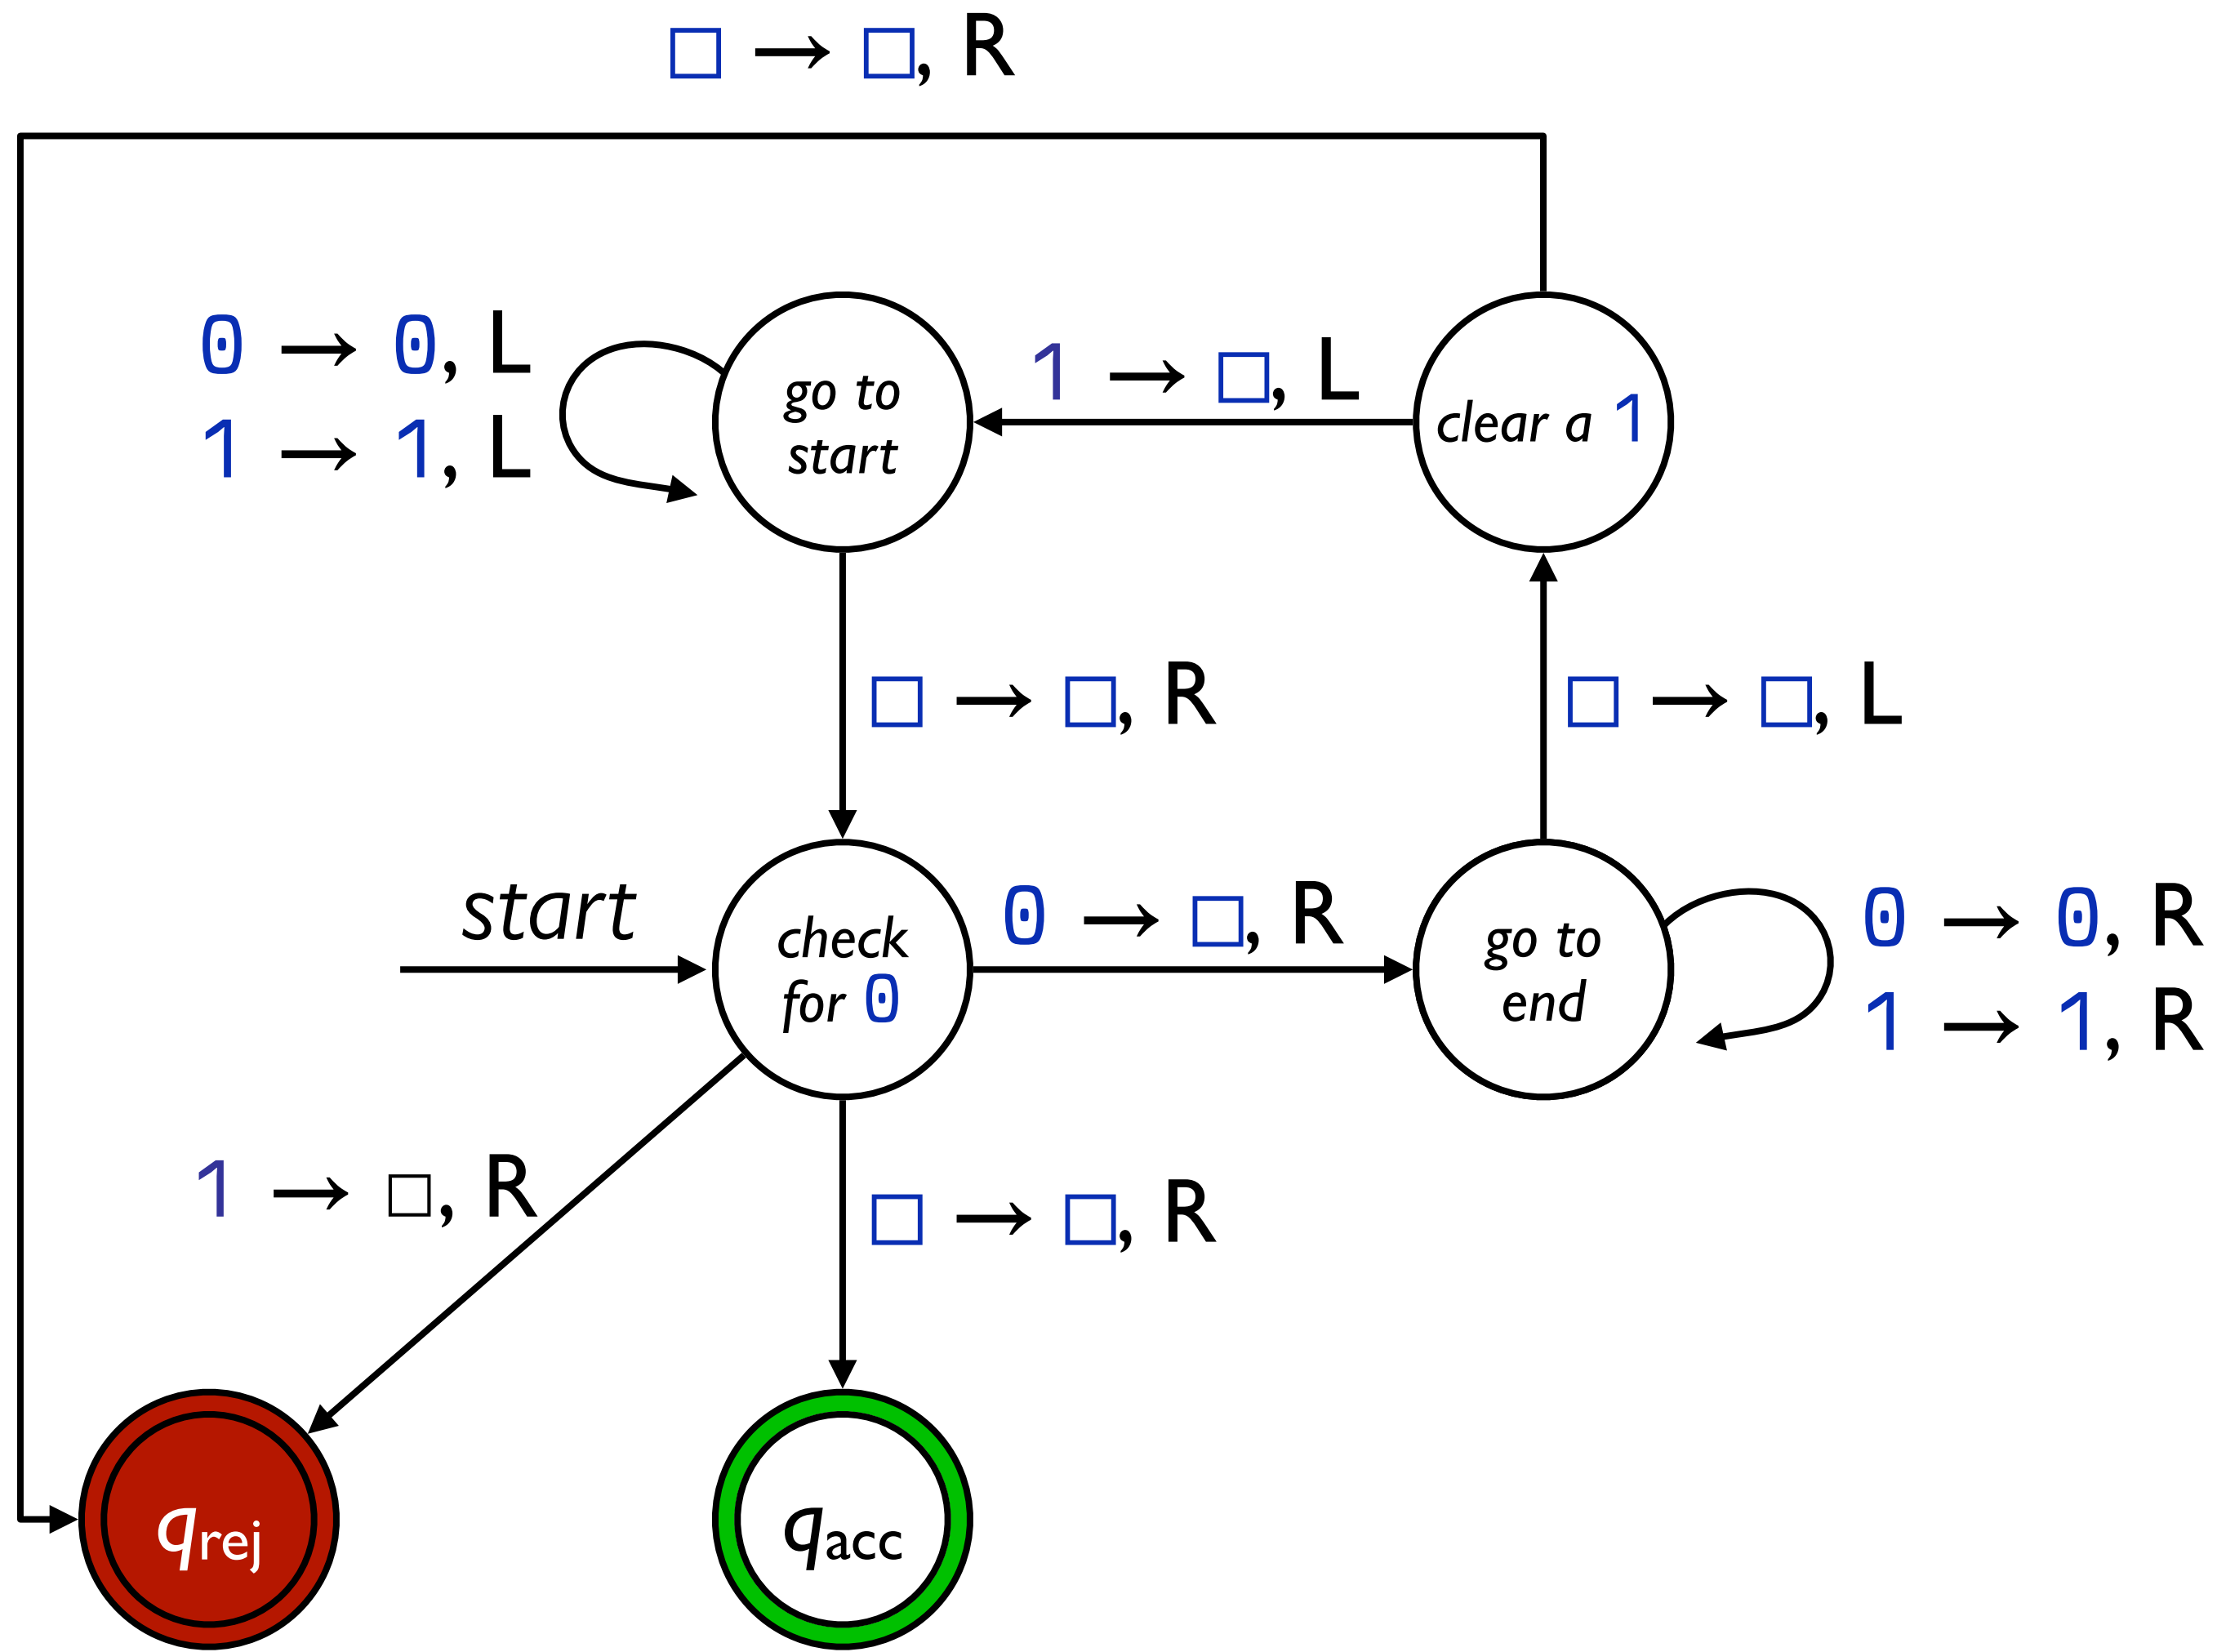 □ → □, R
0 → 0, L
1 → 1, L
go to
start
1 → □, L
clear a 1
□ → □, R
□ → □, L
start
check
for 0
0 → □, R
go to
end
0 → 0, R
1 → 1, R
1 → □, R
□ → □, R
qrej
qacc